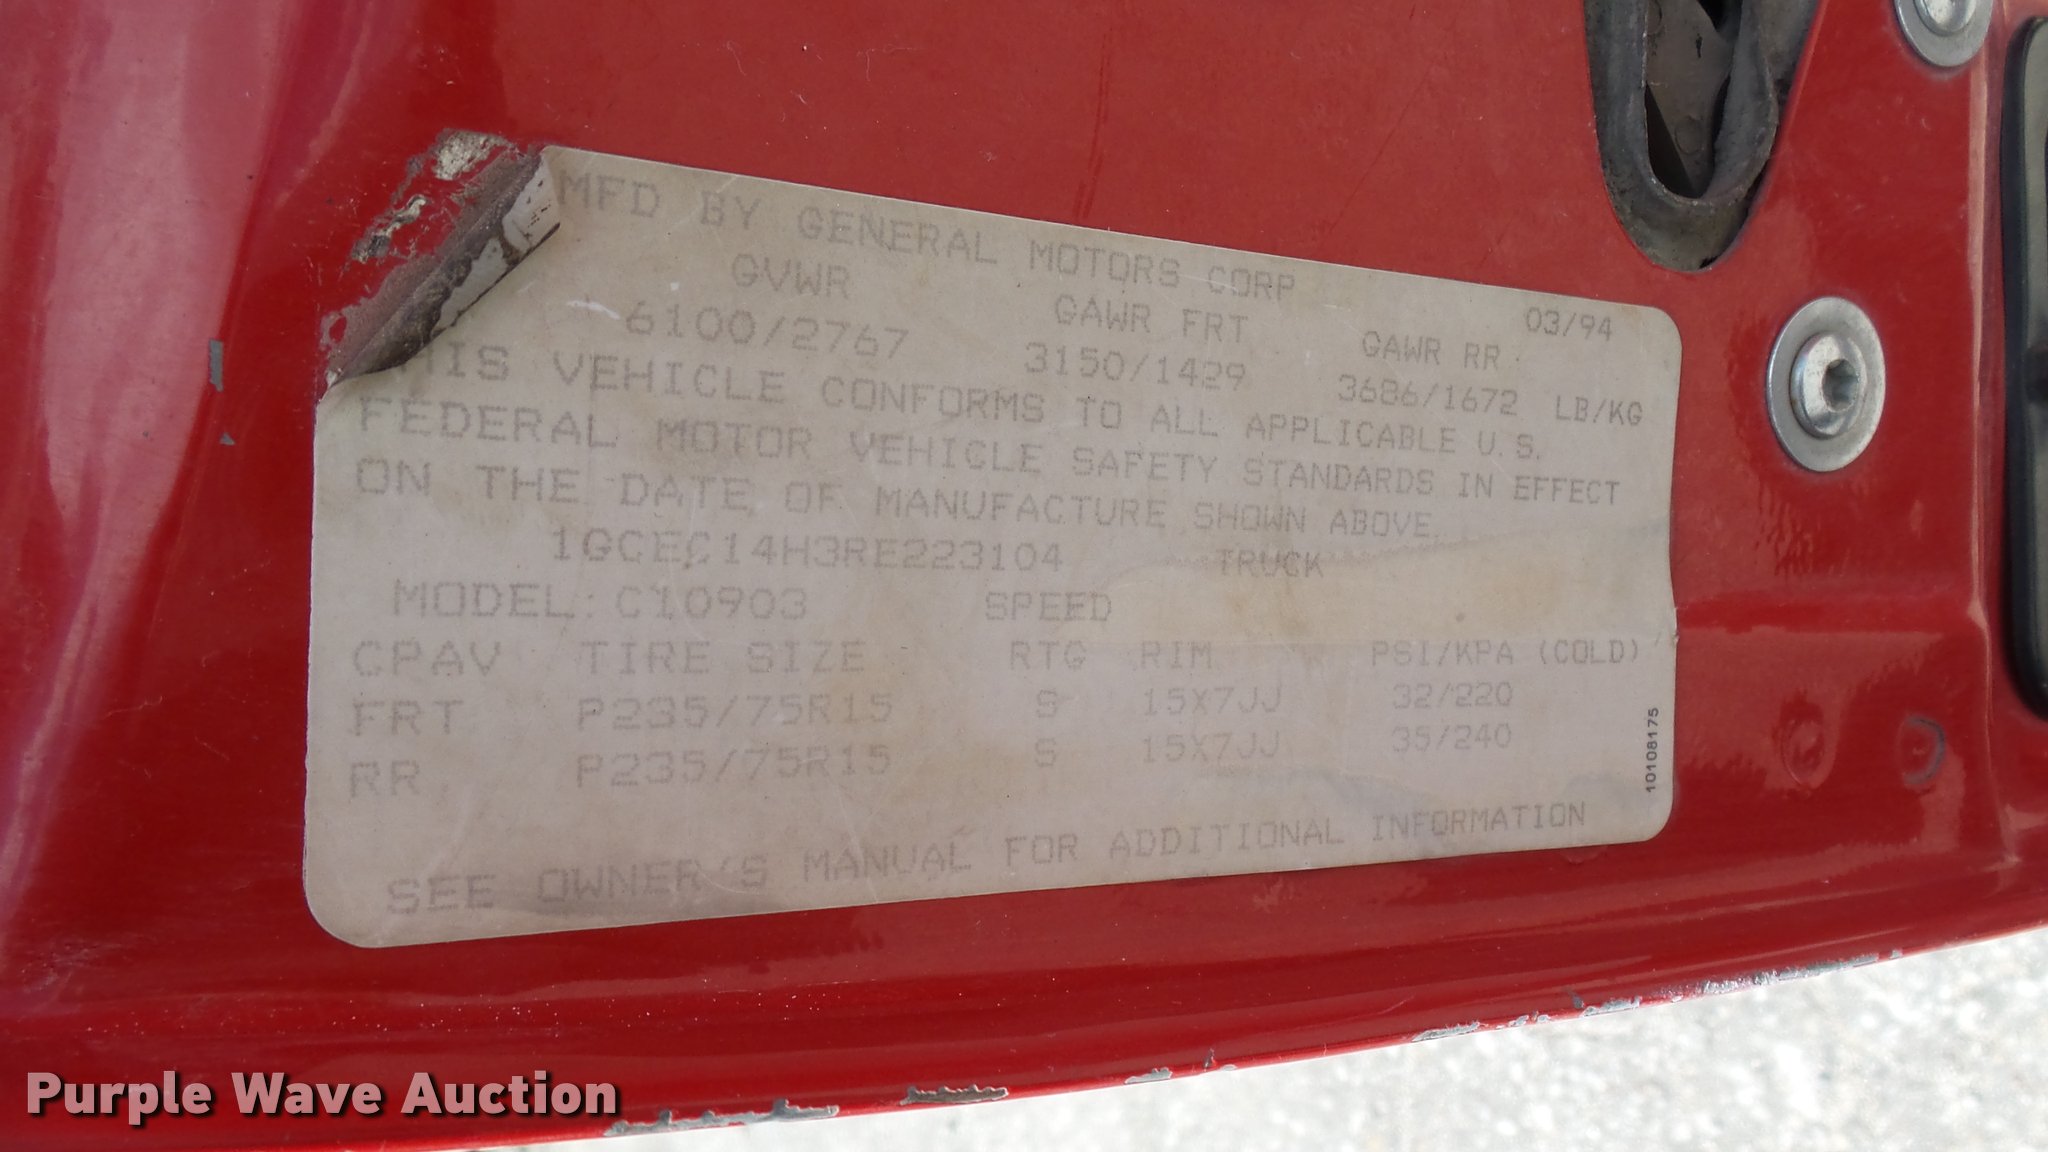 MFD BY GENERAL MOTORS CORP 03/94
GVWR GAWR FRT GAWR RR
6100/2767 3150/1429 3686/1672 LB/KG
THIS VEHICLE CONFORMS TO ALL APPLICABLE U.S.
FEDERAL MOTOR VEHICLE SAFETY STANDARDS IN EFFECT
ON THE DATE OF MANUFACTURE SHOWN ABOVE.
1GCEC14H3RE223104 TRUCK
MODEL: C10903 SPEED
CPAV TIRE SIZE RTG RIM PSI/KPA (COLD)
FRT P235/75R15 S 15X7JJ 32/220
RR P235/75R15 S 15X7JJ 35/240
SEE OWNER'S MANUAL FOR ADDITIONAL INFORMATION
10108175
Purple Wave Auction